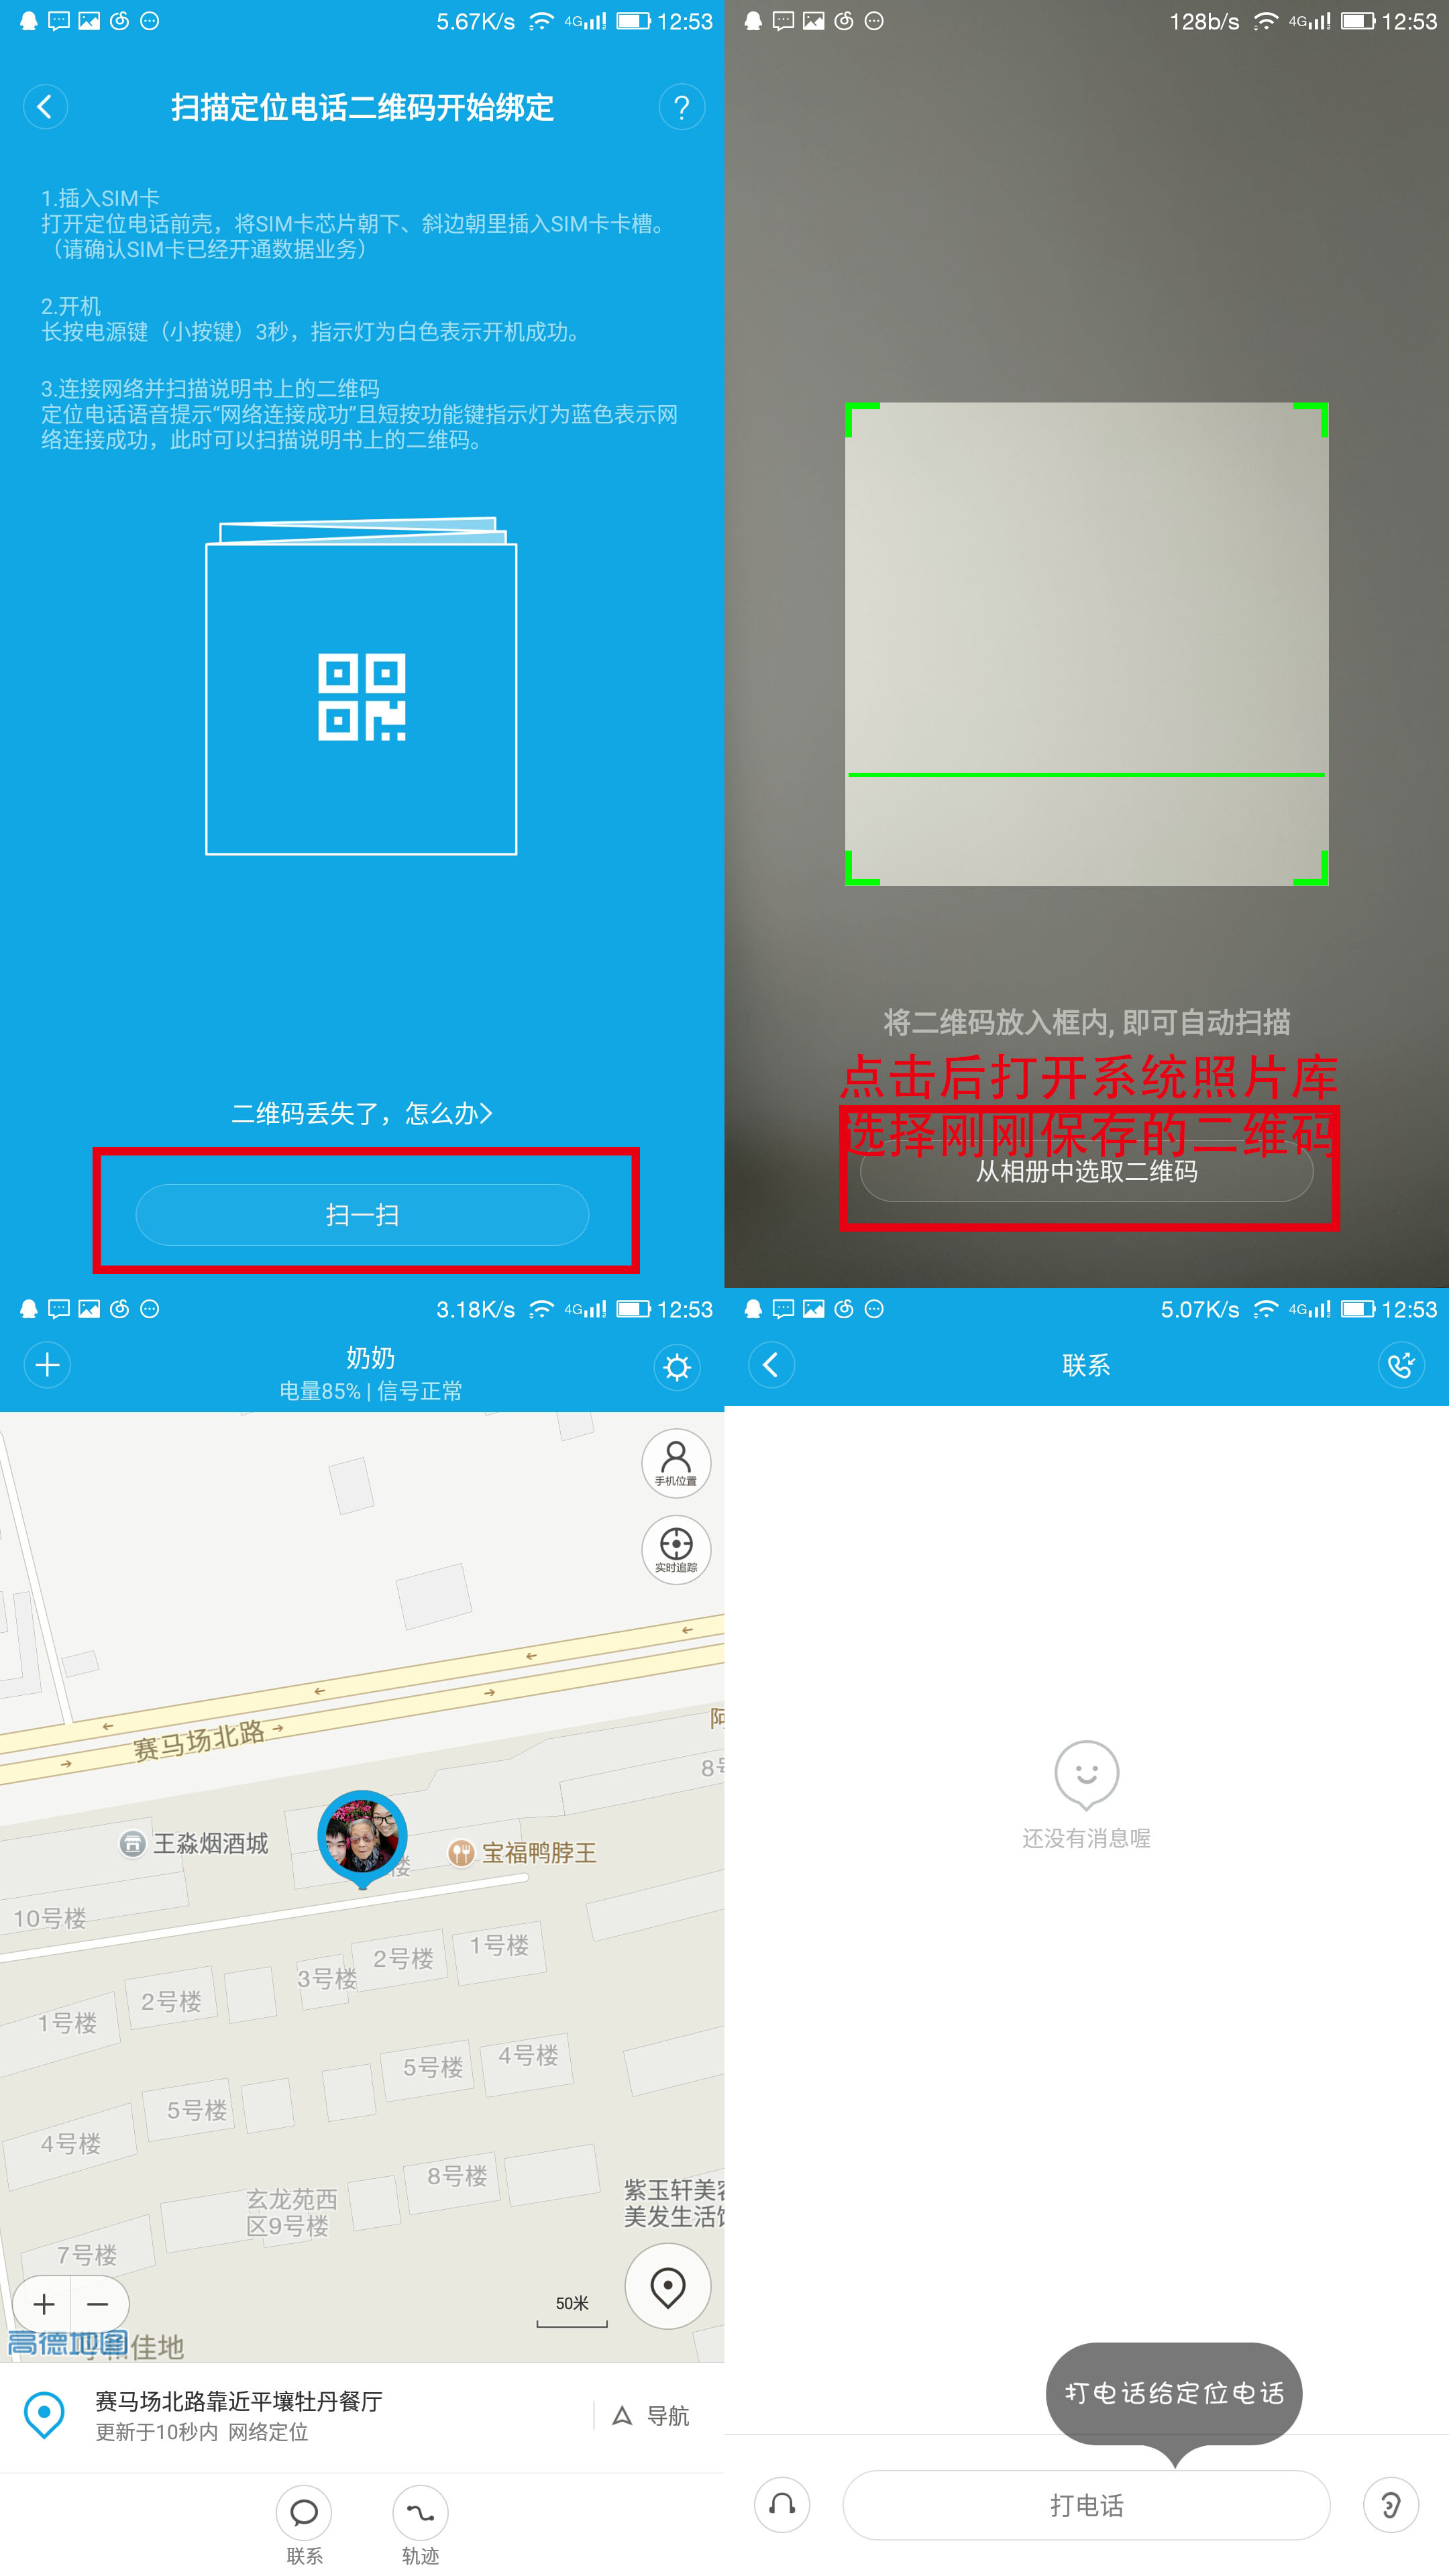 5.67K/s 4G 12:53
扫描定位电话二维码开始绑定
?
1.插入SIM卡
打开定位电话前壳，将SIM卡芯片朝下、斜边朝里插入SIM卡卡槽。
（请确认SIM卡已经开通数据业务）
2.开机
长按电源键（小按键）3秒，指示灯为白色表示开机成功。
3.连接网络并扫描说明书上的二维码
定位电话语音提示“网络连接成功”且短按功能键指示灯为蓝色表示网
络连接成功，此时可以扫描说明书上的二维码。
二维码丢失了，怎么办>
扫一扫
128b/s 4G 12:53
将二维码放入框内, 即可自动扫描
点击后打开系统照片库
选择刚刚保存的二维码
从相册中选取二维码
3.18K/s 4G 12:53
奶奶
电量85% | 信号正常
手机位置
实时追踪
赛马场北路
阿
8号
王淼烟酒城
楼
宝福鸭脖王
10号楼
1号楼
2号楼
3号楼
2号楼
1号楼
5号楼
4号楼
5号楼
4号楼
8号楼
玄龙苑西
区9号楼
紫玉轩美容
美发生活馆
7号楼
50米
高德地图
佳地
赛马场北路靠近平壤牡丹餐厅
更新于10秒内 网络定位
导航
联系
轨迹
5.07K/s 4G 12:53
联系
还没有消息喔
打电话给定位电话
打电话